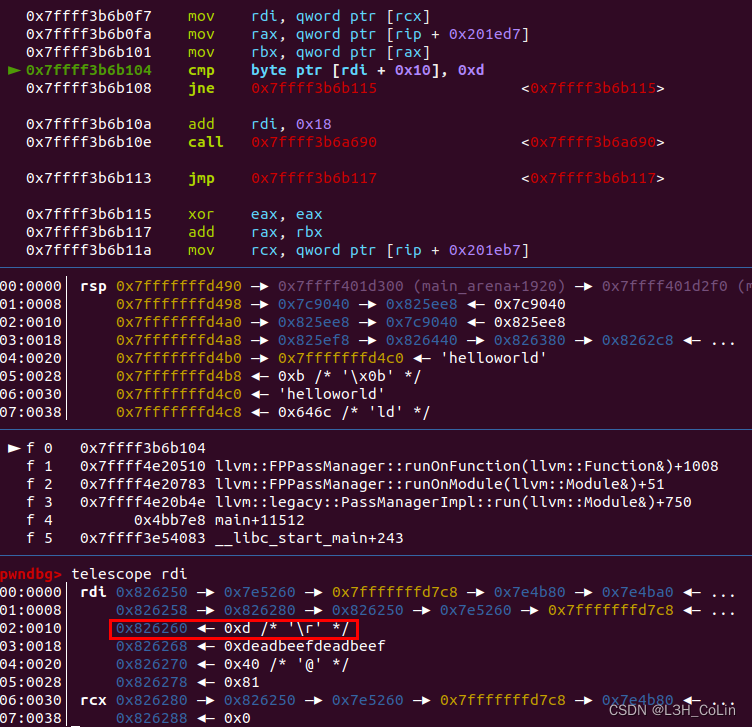 0x7ffff3b6b0f7 mov rdi, qword ptr [rcx]
0x7ffff3b6b0fa mov rax, qword ptr [rip + 0x201ed7]
0x7ffff3b6b101 mov rbx, qword ptr [rax]
► 0x7ffff3b6b104 cmp byte ptr [rdi + 0x10], 0xd
0x7ffff3b6b108 jne 0x7ffff3b6b115 <0x7ffff3b6b115>
0x7ffff3b6b10a add rdi, 0x18
0x7ffff3b6b10e call 0x7ffff3b6a690 <0x7ffff3b6a690>
0x7ffff3b6b113 jmp 0x7ffff3b6b117 <0x7ffff3b6b117>
0x7ffff3b6b115 xor eax, eax
0x7ffff3b6b117 add rax, rbx
0x7ffff3b6b11a mov rcx, qword ptr [rip + 0x201eb7]
00:0000│ rsp 0x7fffffffd490 —▸ 0x7ffff401d300 (main_arena+1920) —▸ 0x7ffff401d2f0 (m
01:0008│ 0x7fffffffd498 —▸ 0x7c9040 —▸ 0x825ee8 ◂— 0x7c9040
02:0010│ 0x7fffffffd4a0 —▸ 0x825ee8 —▸ 0x7c9040 ◂— 0x825ee8
03:0018│ 0x7fffffffd4a8 —▸ 0x825ef8 —▸ 0x826440 —▸ 0x826380 —▸ 0x8262c8 ◂— ...
04:0020│ 0x7fffffffd4b0 —▸ 0x7fffffffd4c0 ◂— 'helloworld'
05:0028│ 0x7fffffffd4b8 ◂— 0xb /* '\x0b' */
06:0030│ 0x7fffffffd4c0 ◂— 'helloworld'
07:0038│ 0x7fffffffd4c8 ◂— 0x646c /* 'ld' */
► f 0 0x7ffff3b6b104
f 1 0x7ffff4e20510 llvm::FPPassManager::runOnFunction(llvm::Function&)+1008
f 2 0x7ffff4e20783 llvm::FPPassManager::runOnModule(llvm::Module&)+51
f 3 0x7ffff4e20b4e llvm::legacy::PassManagerImpl::run(llvm::Module&)+750
f 4 0x4bb7e8 main+11512
f 5 0x7ffff3e54083 __libc_start_main+243
pwndbg> telescope rdi
00:0000│ rdi 0x826250 —▸ 0x7e5260 —▸ 0x7fffffffd7c8 —▸ 0x7e4b80 —▸ 0x7e4ba0 ◂— ...
01:0008│ 0x826258 —▸ 0x826280 —▸ 0x826250 —▸ 0x7e5260 —▸ 0x7fffffffd7c8 ◂— ...
02:0010│ 0x826260 ◂— 0xd /* '\r' */
03:0018│ 0x826268 ◂— 0xdeadbeefdeadbeef
04:0020│ 0x826270 ◂— 0x40 /* '@' */
05:0028│ 0x826278 ◂— 0x81
06:0030│ rcx 0x826280 —▸ 0x826250 —▸ 0x7e5260 —▸ 0x7fffffffd7c8 —▸ 0x7e4b80 ◂— ...
07:0038│ 0x826288 ◂— 0x0
CSDN @L3H_CoLin